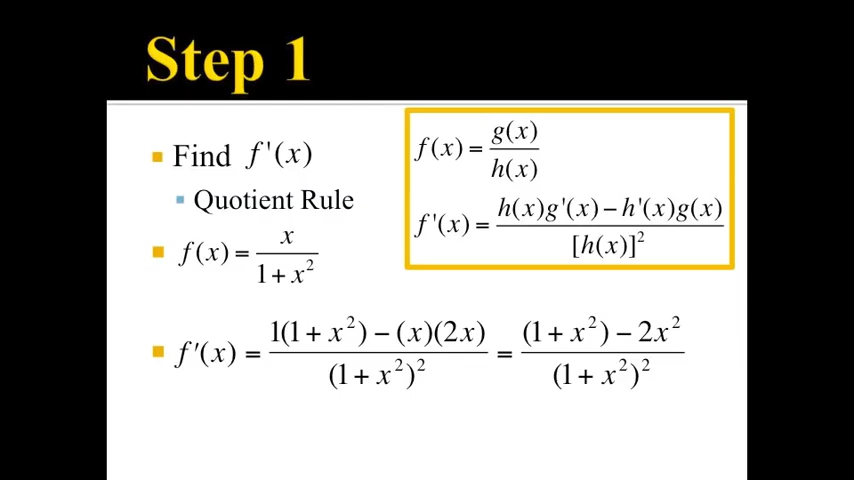 Step 1
Find f'(x)
Quotient Rule
f(x) = x / (1 + x²)
f(x) = g(x) / h(x)
f'(x) = (h(x)g'(x) − h'(x)g(x)) / [h(x)]²
f'(x) = (1(1 + x²) − (x)(2x)) / (1 + x²)² = ((1 + x²) − 2x²) / (1 + x²)²